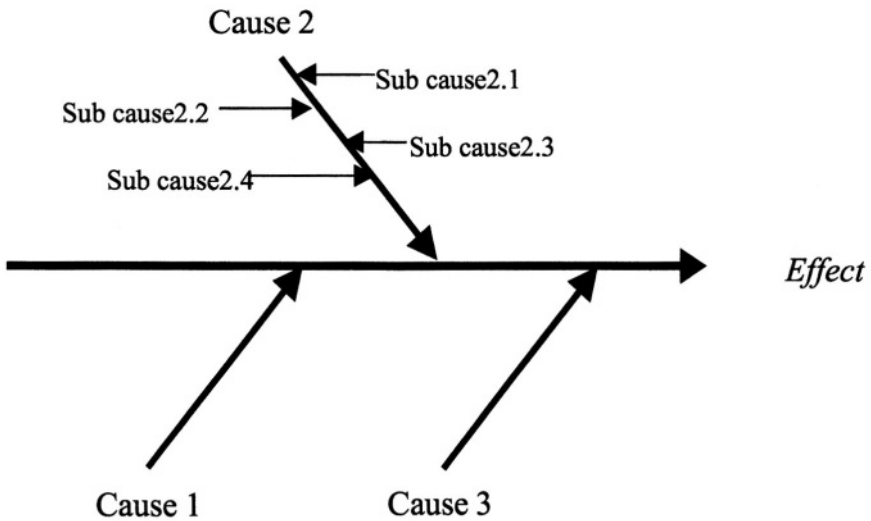 Cause 2
Sub cause2.1
Sub cause2.2
Sub cause2.3
Sub cause2.4
Effect
Cause 1
Cause 3